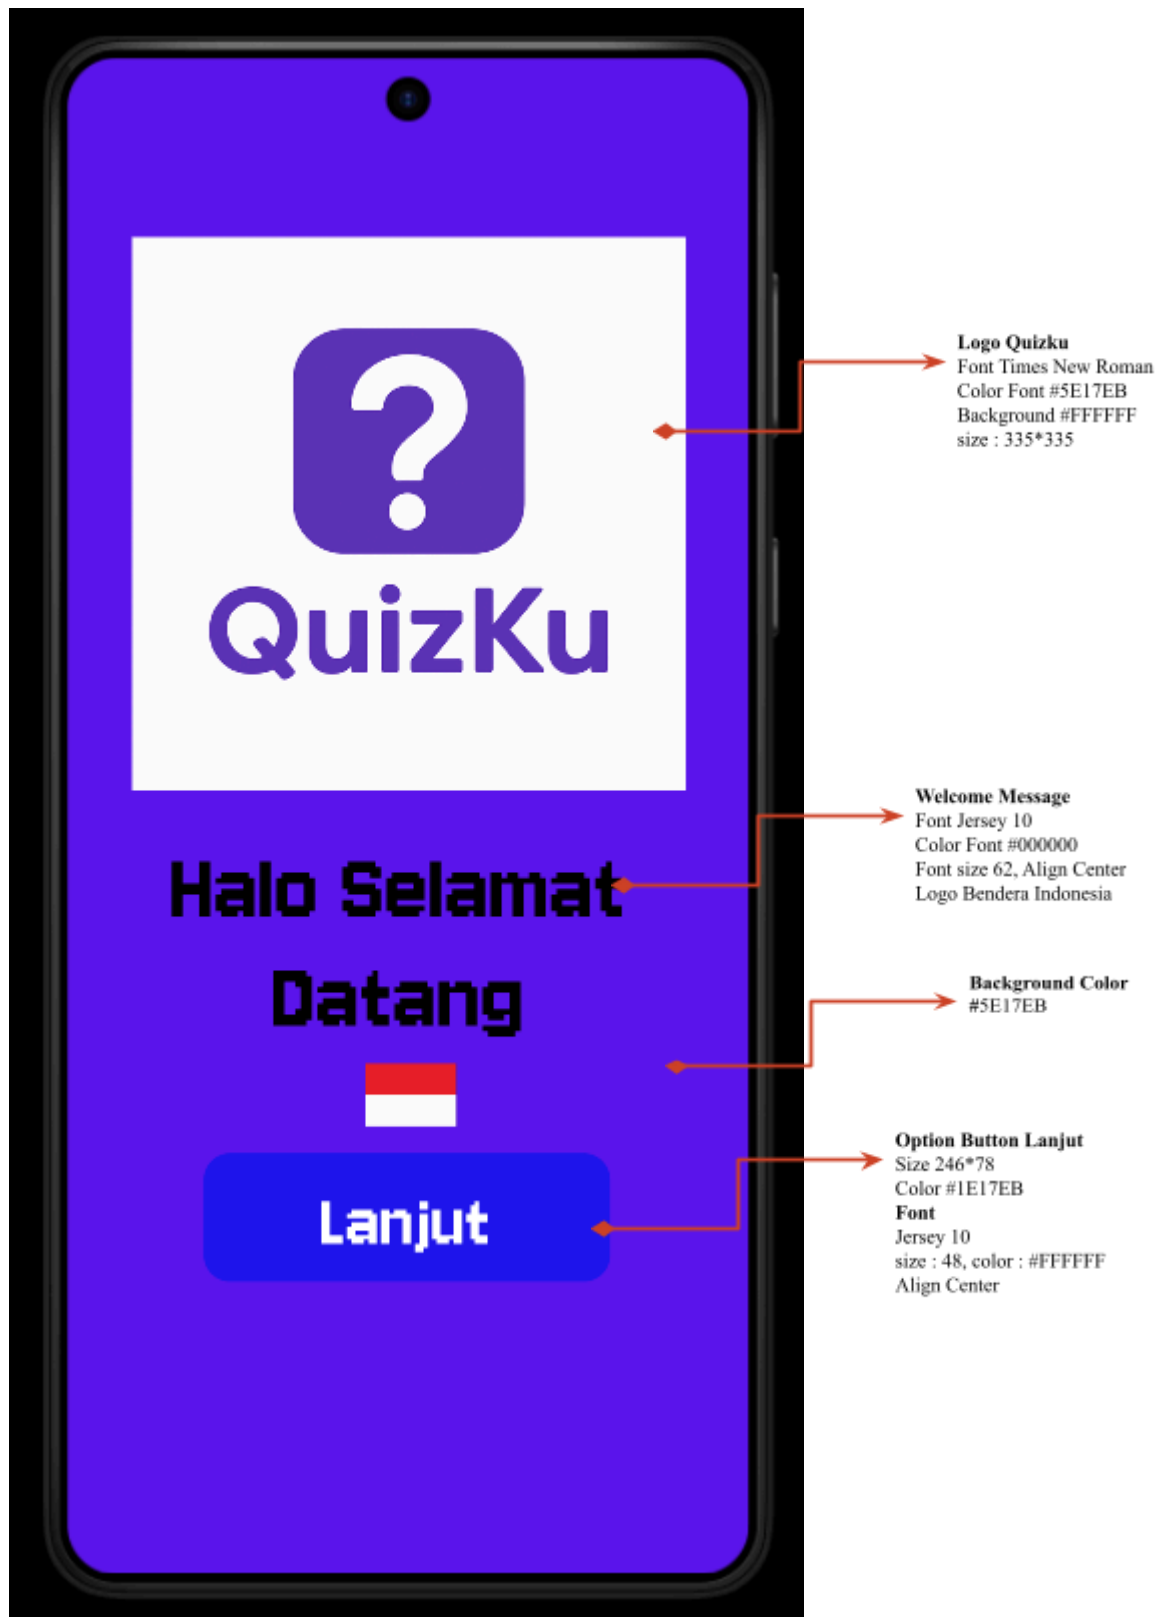 ?
QuizKu
Halo Selamat
Datang
Lanjut
Logo Quizku
Font Times New Roman
Color Font #5E17EB
Background #FFFFFF
size : 335*335
Welcome Message
Font Jersey 10
Color Font #000000
Font size 62, Align Center
Logo Bendera Indonesia
Background Color
#5E17EB
Option Button Lanjut
Size 246*78
Color #1E17EB
Font
Jersey 10
size : 48, color : #FFFFFF
Align Center